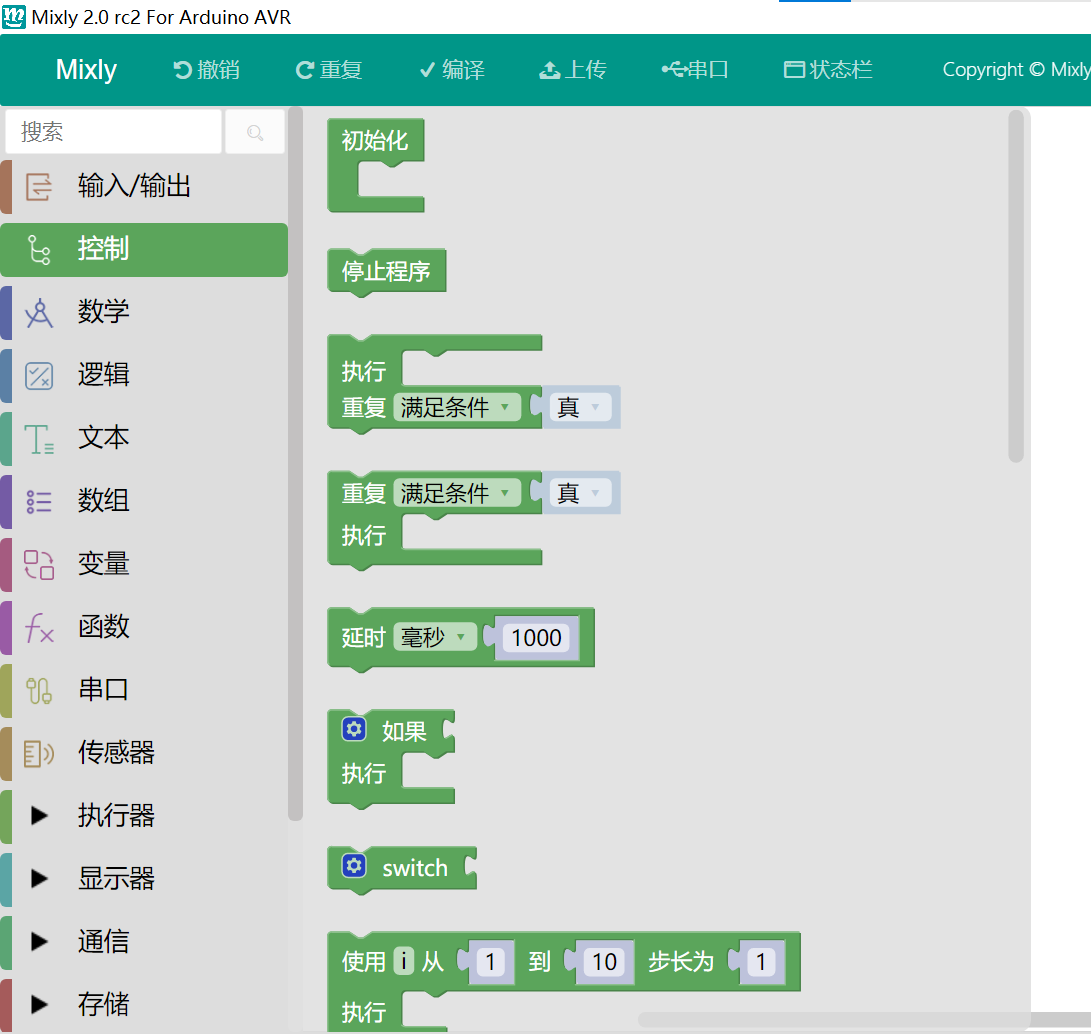 Mixly 2.0 rc2 For Arduino AVR
Mixly 撤销 重复 编译 上传 串口 状态栏 Copyright © Mixly
搜索
输入/输出
控制
数学
逻辑
文本
数组
变量
函数
串口
传感器
执行器
显示器
通信
存储
初始化
停止程序
执行
重复 满足条件 真
重复 满足条件 真
执行
延时 毫秒 1000
如果
执行
switch
使用 i 从 1 到 10 步长为 1
执行